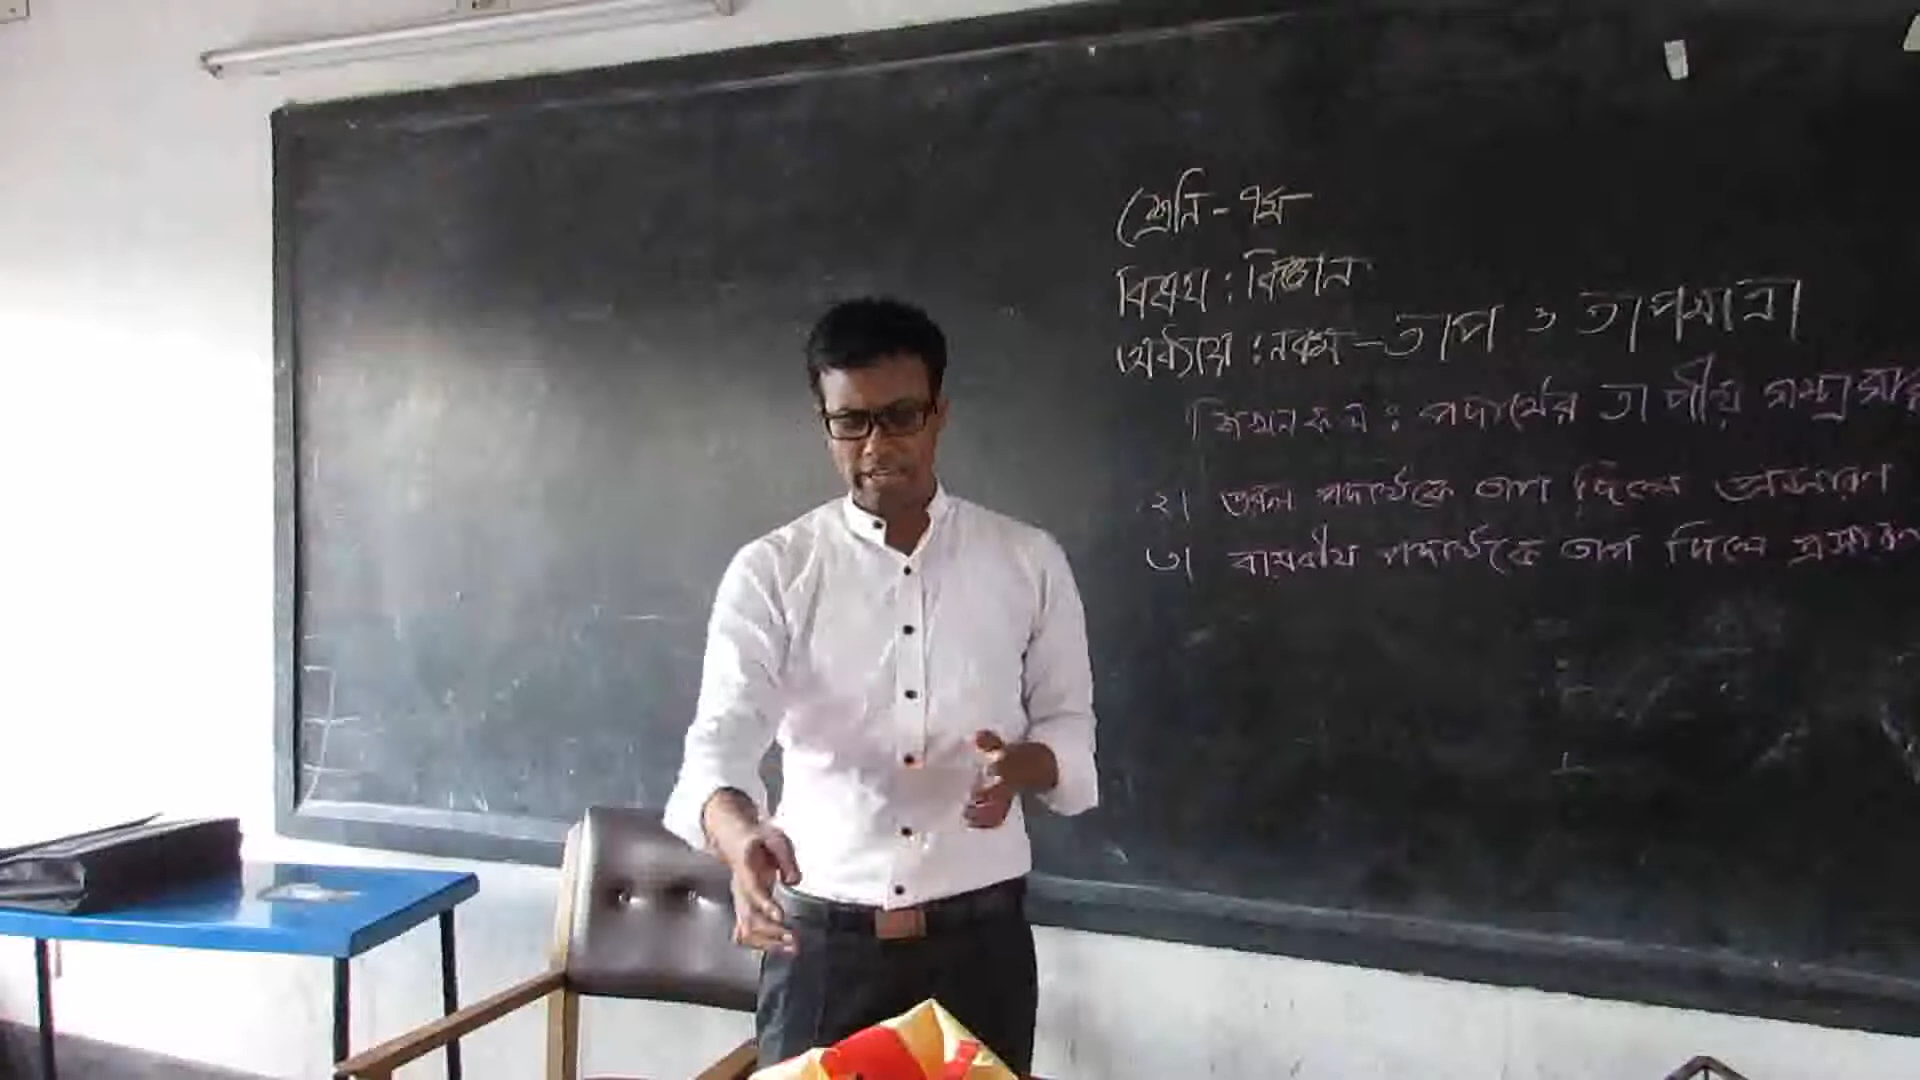 শ্রেনি - ৭ম
বিষয় : বিজ্ঞান
অধ্যায় : নবম - তাপ ও তাপমাত্রা
শিখনফল : পদার্থের তাপীয়
২। তরল পদার্থকে তাপ দিলে প্রসারণ
৩। বায়বীয় পদার্থকে তাপ দিলে প্রসারণ